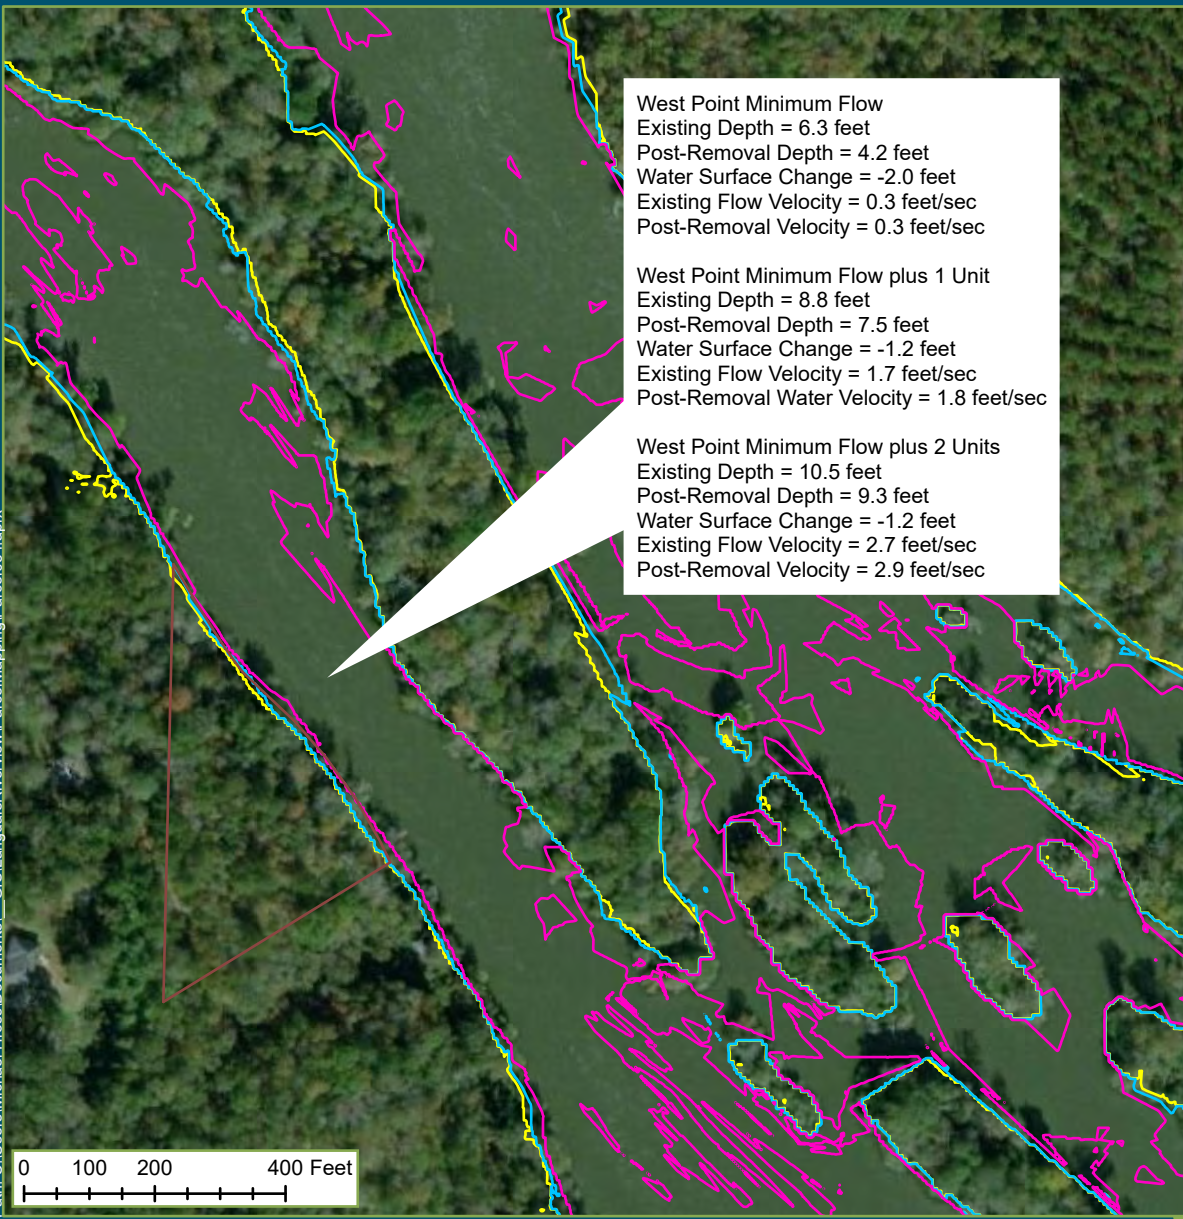 West Point Minimum Flow
Existing Depth = 6.3 feet
Post-Removal Depth = 4.2 feet
Water Surface Change = -2.0 feet
Existing Flow Velocity = 0.3 feet/sec
Post-Removal Velocity = 0.3 feet/sec
West Point Minimum Flow plus 1 Unit
Existing Depth = 8.8 feet
Post-Removal Depth = 7.5 feet
Water Surface Change = -1.2 feet
Existing Flow Velocity = 1.7 feet/sec
Post-Removal Water Velocity = 1.8 feet/sec
West Point Minimum Flow plus 2 Units
Existing Depth = 10.5 feet
Post-Removal Depth = 9.3 feet
Water Surface Change = -1.2 feet
Existing Flow Velocity = 2.7 feet/sec
Post-Removal Velocity = 2.9 feet/sec
0 100 200 400 Feet